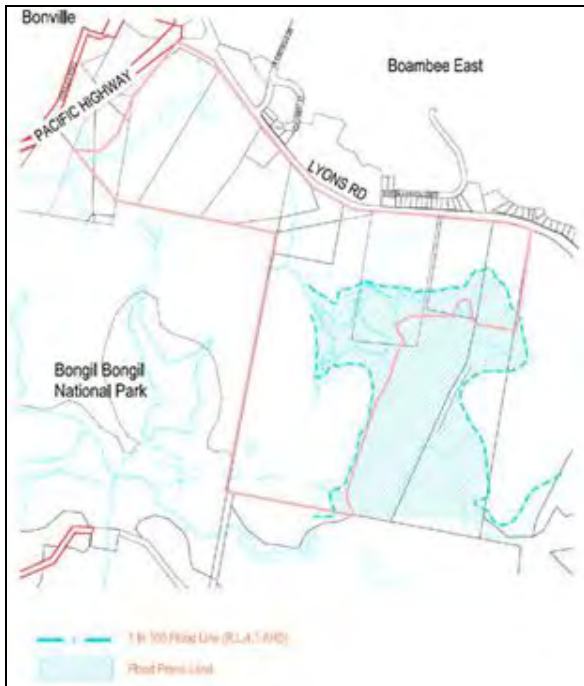 Bonville
Boambee East
PACIFIC HIGHWAY
LYONS RD
Bongil Bongil
National Park
1 in 100 Flood Line
Flood Prone Land